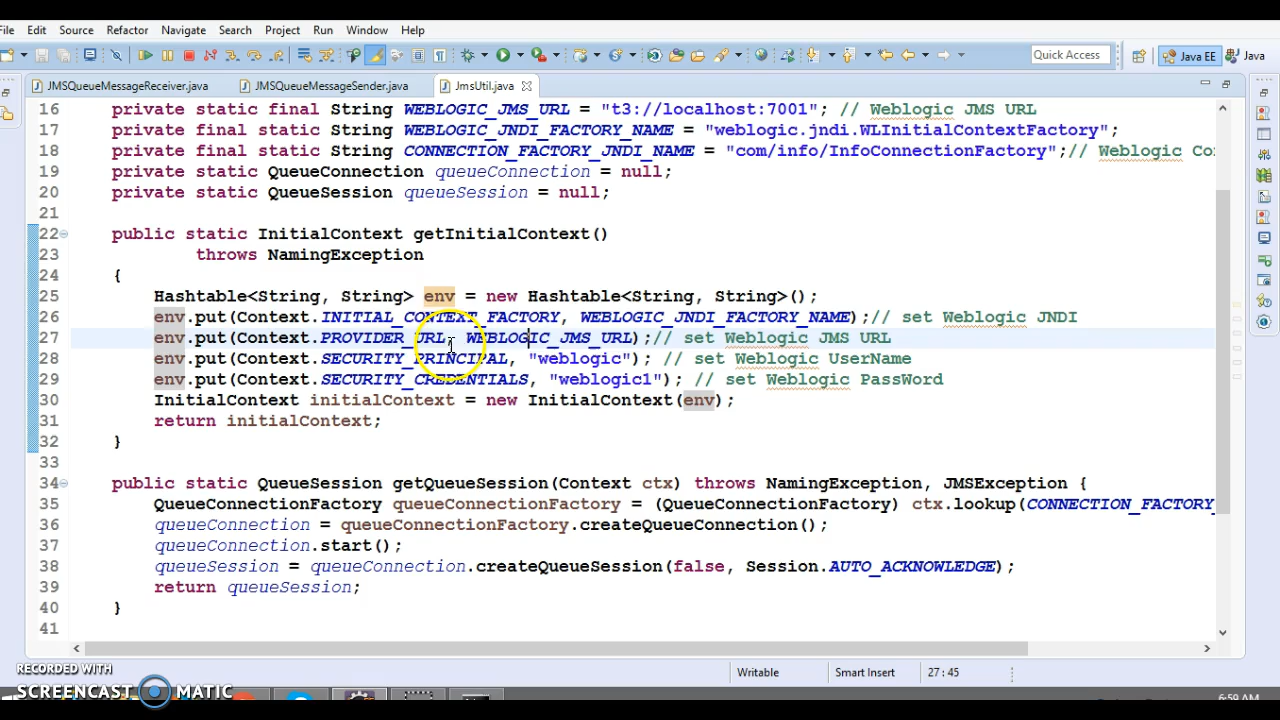 File Edit Source Refactor Navigate Search Project Run Window Help
Quick Access Java EE Java
JMSQueueMessageReceiver.java JMSQueueMessageSender.java JmsUtil.java
16 private static final String WEBLOGIC_JMS_URL = "t3://localhost:7001"; // Weblogic JMS URL
17 private static final String WEBLOGIC_JNDI_FACTORY_NAME = "weblogic.jndi.WLInitialContextFactory";
18 private static final String CONNECTION_FACTORY_JNDI_NAME = "com/info/InfoConnectionFactory";// Weblogic Co
19 private static QueueConnection queueConnection = null;
20 private static QueueSession queueSession = null;
21
22 public static InitialContext getInitialContext()
23 throws NamingException
24 {
25 Hashtable<String, String> env = new Hashtable<String, String>();
26 env.put(Context.INITIAL_CONTEXT_FACTORY, WEBLOGIC_JNDI_FACTORY_NAME);// set Weblogic JNDI
27 env.put(Context.PROVIDER_URL, WEBLOGIC_JMS_URL);// set Weblogic JMS URL
28 env.put(Context.SECURITY_PRINCIPAL, "weblogic"); // set Weblogic UserName
29 env.put(Context.SECURITY_CREDENTIALS, "weblogic1"); // set Weblogic PassWord
30 InitialContext initialContext = new InitialContext(env);
31 return initialContext;
32 }
33
34 public static QueueSession getQueueSession(Context ctx) throws NamingException, JMSException {
35 QueueConnectionFactory queueConnectionFactory = (QueueConnectionFactory) ctx.lookup(CONNECTION_FACTORY_
36 queueConnection = queueConnectionFactory.createQueueConnection();
37 queueConnection.start();
38 queueSession = queueConnection.createQueueSession(false, Session.AUTO_ACKNOWLEDGE);
39 return queueSession;
40 }
41
Writable Smart Insert 27 : 45
RECORDED WITH
SCREENCAST MATIC
6:59 AM